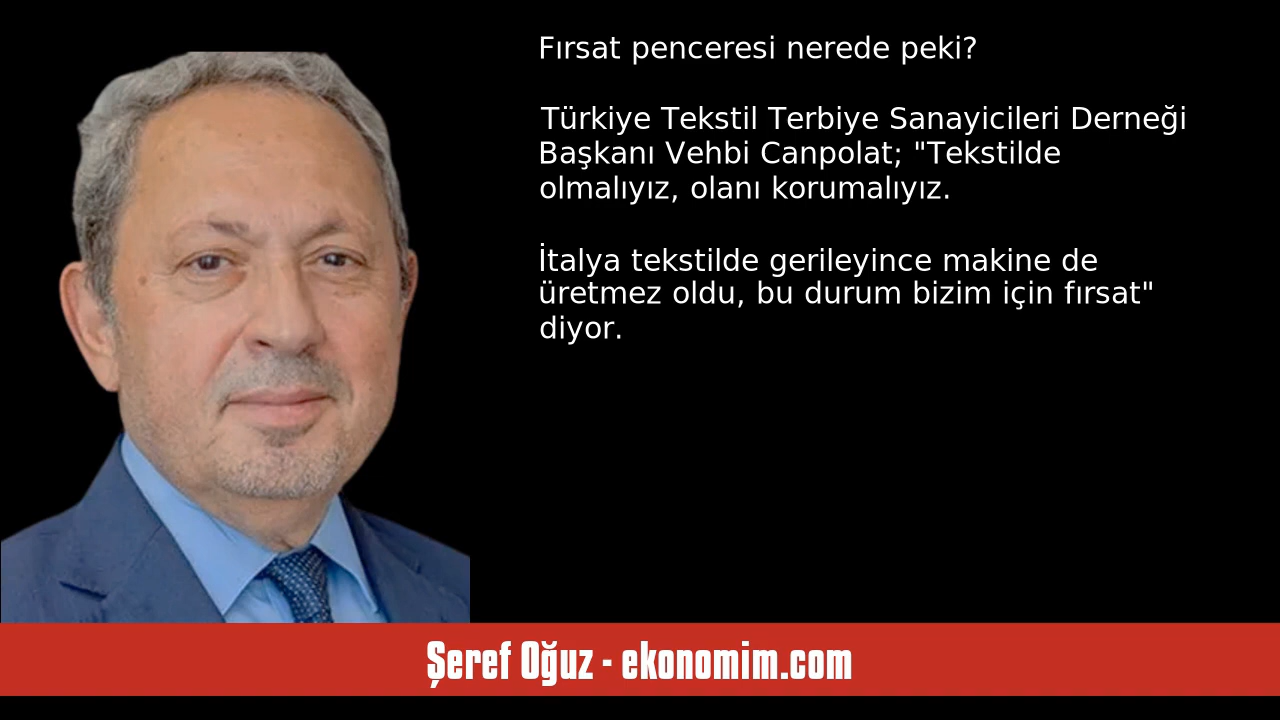 Fırsat penceresi nerede peki?
Türkiye Tekstil Terbiye Sanayicileri Derneği
Başkanı Vehbi Canpolat; "Tekstilde
olmalıyız, olanı korumalıyız.
İtalya tekstilde gerileyince makine de
üretmez oldu, bu durum bizim için fırsat"
diyor.
Şeref Oğuz - ekonomim.com